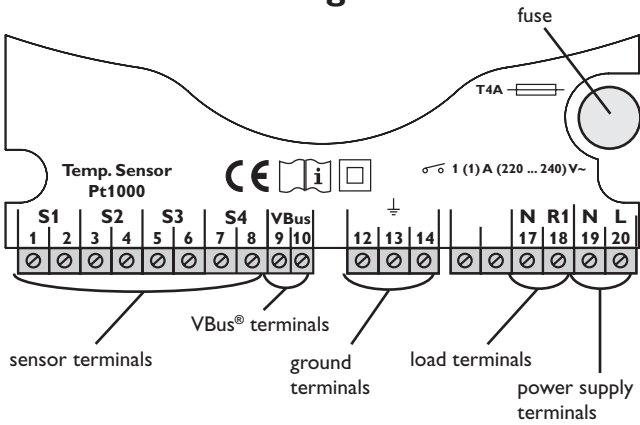 fuse
T4A
Temp. Sensor
Pt1000
CE
i
1 (1) A (220 ... 240) V~
S1 S2 S3 S4 VBus
N R1 N L
1 2 3 4 5 6 7 8 9 10 12 13 14 17 18 19 20
VBus® terminals
sensor terminals
ground
terminals
load terminals
power supply
terminals